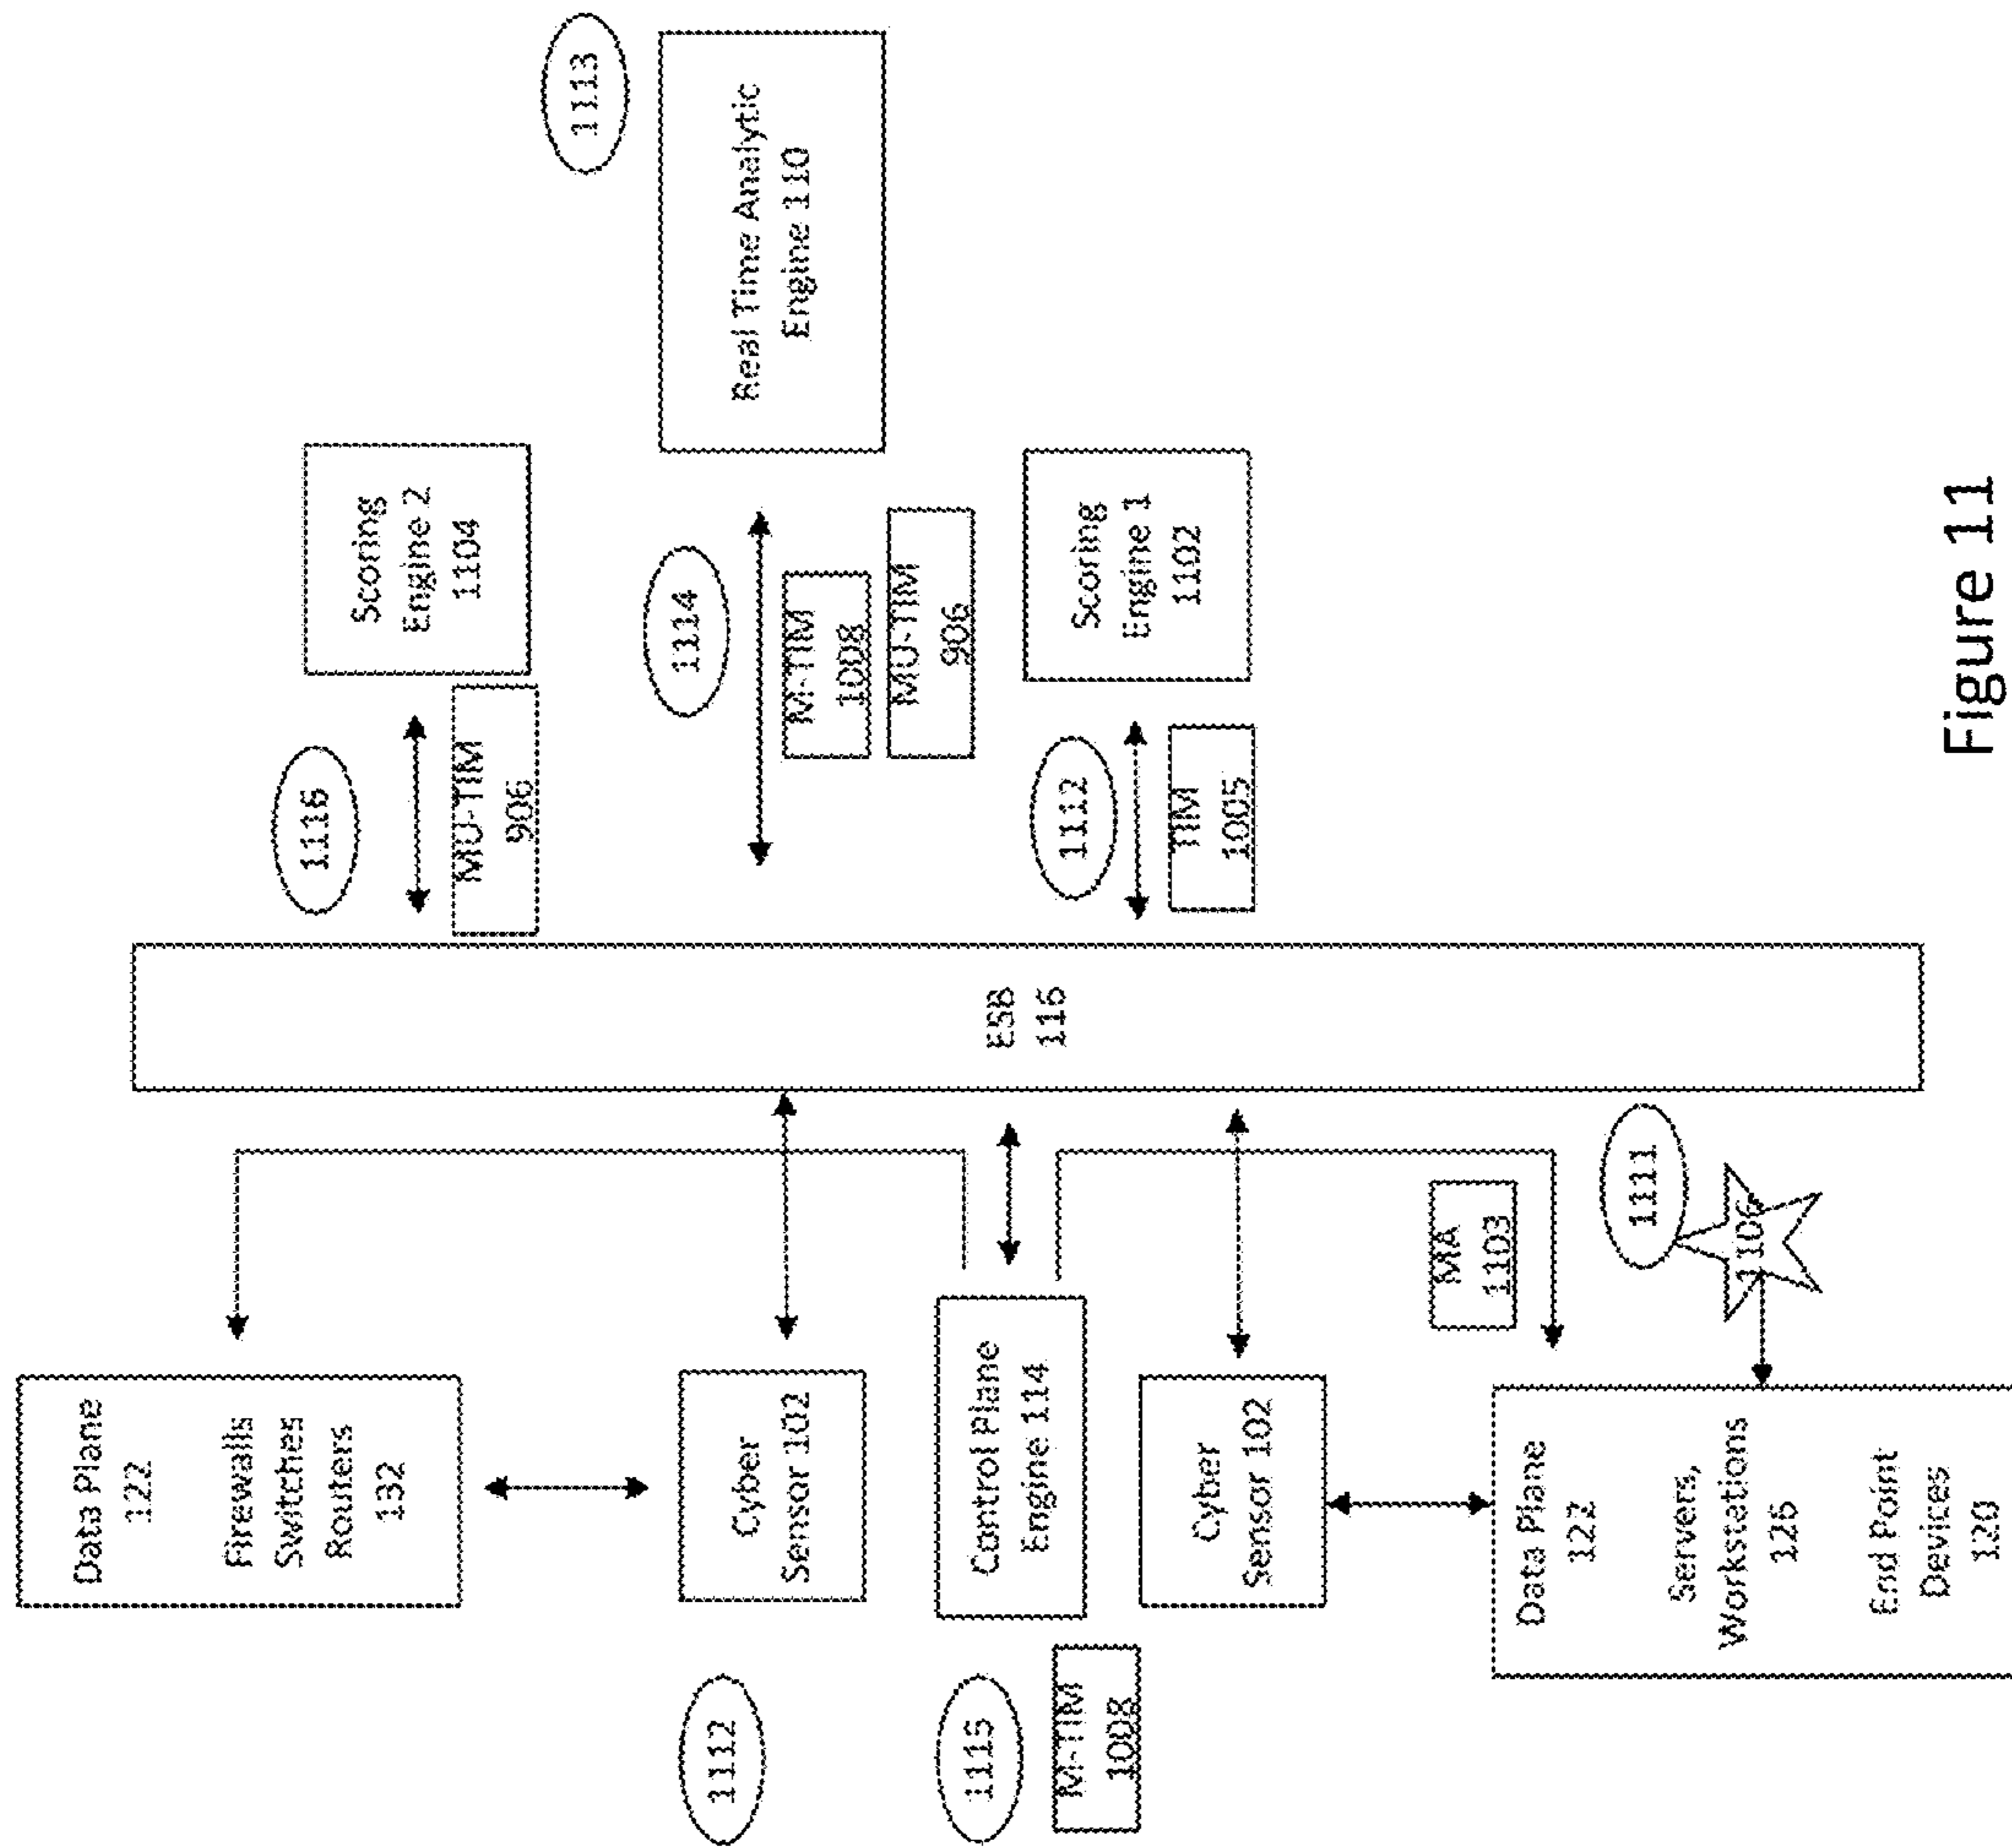 Data Plane
122
Firewalls
Switches
Routers
132
Cyber
Sensor 102
1112
Control Plane
Engine 114
1115
M-TIM
1008
Cyber
Sensor 102
Data Plane
122
Servers,
Workstations
126
End Point
Devices
120
MA
1103
1111
1106
ESB
116
1116
MU-TIM
906
Scoring
Engine 2
1104
1114
M-TIM
1008
MU-TIM
906
1113
Real Time Analytic
Engine 110
1112
TIM
1005
Scoring
Engine 1
1102
Figure 11